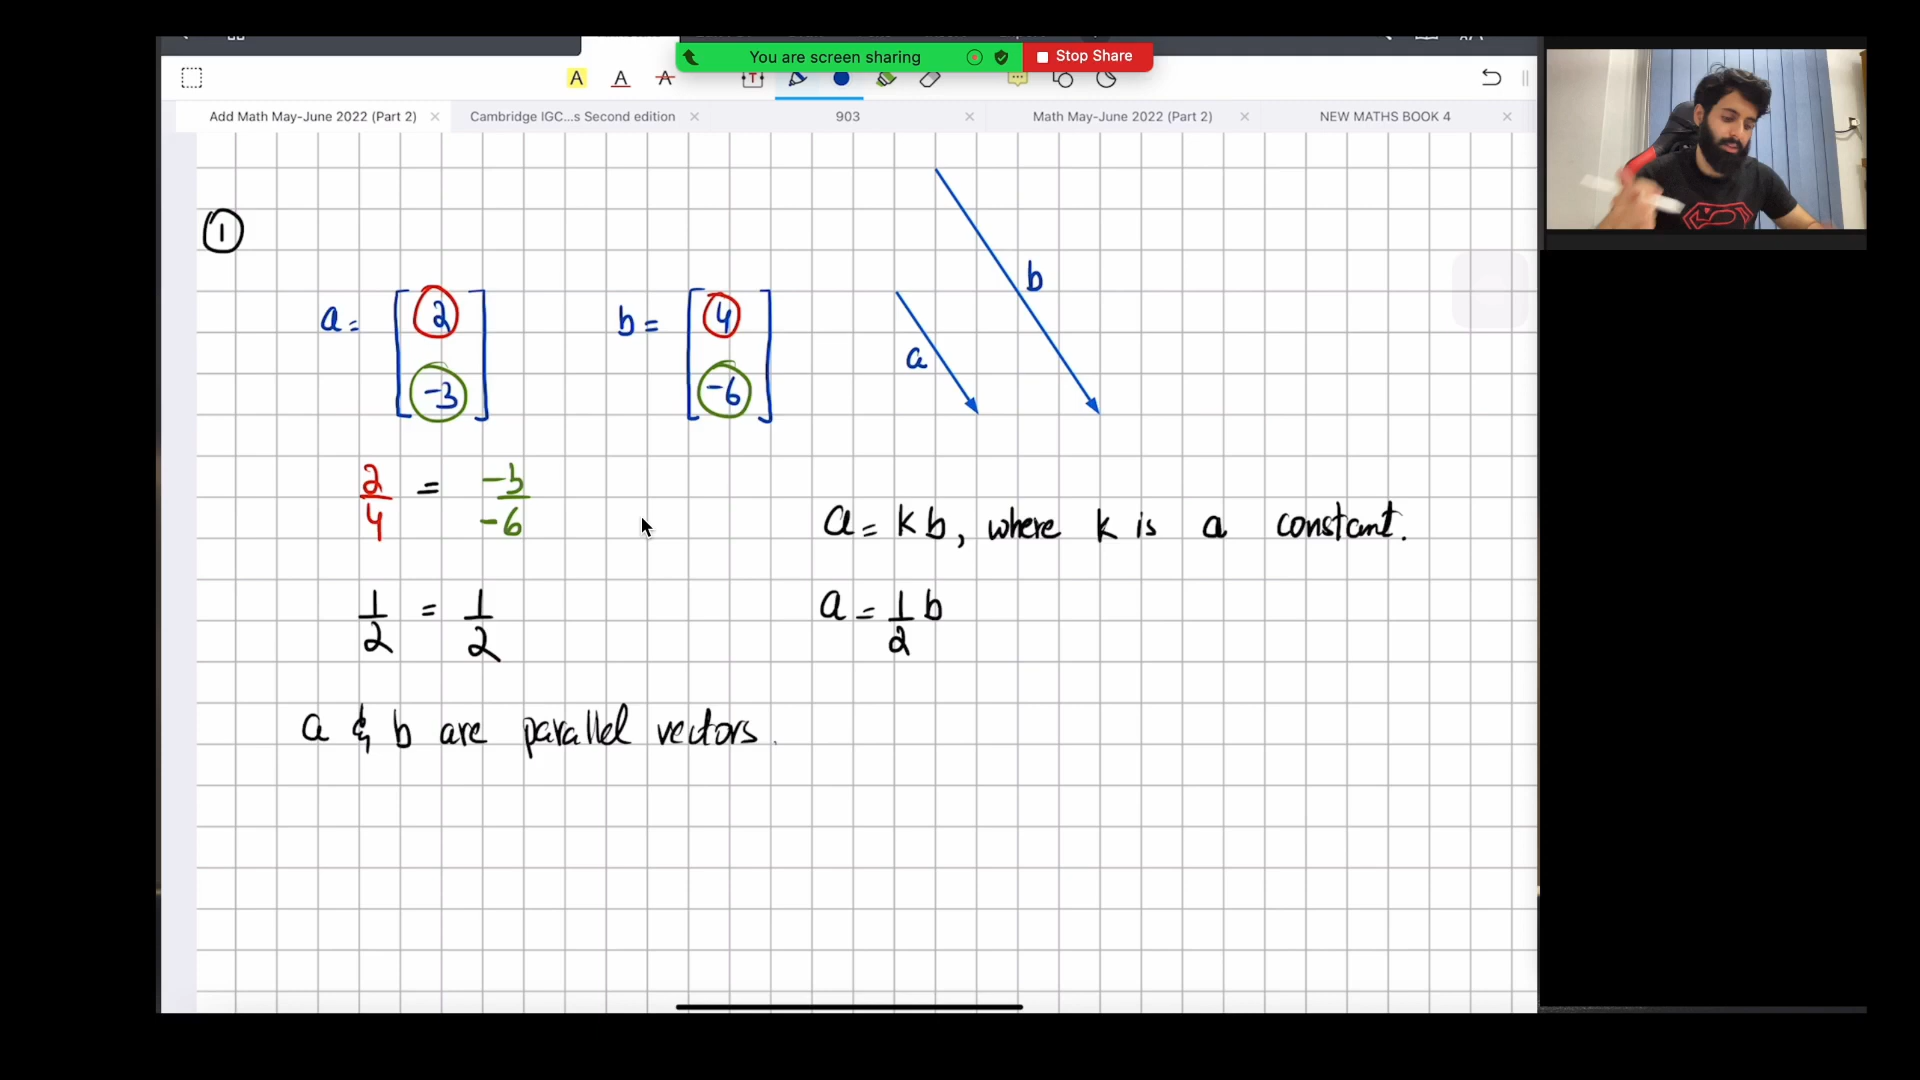 You are screen sharing
Stop Share
A A A T
Add Math May-June 2022 (Part 2)
Cambridge IGC...s Second edition
903
Math May-June 2022 (Part 2)
NEW MATHS BOOK 4
1
b
a = [2 -3]
b = [4 -6]
a
2/4 = -3/-6
a = kb, where k is a constant.
1/2 = 1/2
a = 1/2 b
a & b are parallel vectors.